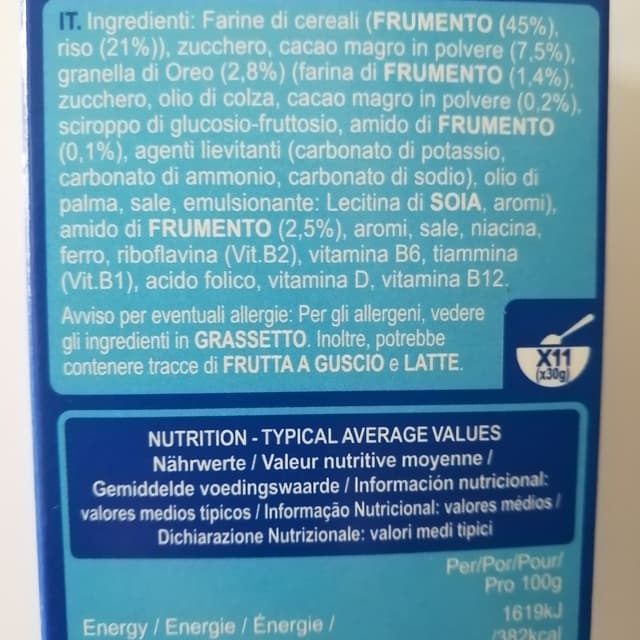 IT. Ingredienti: Farine di cereali (FRUMENTO (45%),
riso (21%)), zucchero, cacao magro in polvere (7,5%),
granella di Oreo (2,8%) (farina di FRUMENTO (1,4%),
zucchero, olio di colza, cacao magro in polvere (0,2%),
sciroppo di glucosio-fruttosio, amido di FRUMENTO
(0,1%), agenti lievitanti (carbonato di potassio,
carbonato di ammonio, carbonato di sodio), olio di
palma, sale, emulsionante: Lecitina di SOIA, aromi),
amido di FRUMENTO (2,5%), aromi, sale, niacina,
ferro, riboflavina (Vit.B2), vitamina B6, tiammina
(Vit.B1), acido folico, vitamina D, vitamina B12.
Avviso per eventuali allergie: Per gli allergeni, vedere
gli ingredienti in GRASSETTO. Inoltre, potrebbe
contenere tracce di FRUTTA A GUSCIO e LATTE.
X11
(x30g)
NUTRITION - TYPICAL AVERAGE VALUES
Nährwerte / Valeur nutritive moyenne /
Gemiddelde voedingswaarde / Información nutricional:
valores medios típicos / Informação Nutricional: valores médios /
Dichiarazione Nutrizionale: valori medi tipici
Per/Por/Pour/
Pro 100g
Energy / Energie / Énergie /
1619kJ
/382kcal